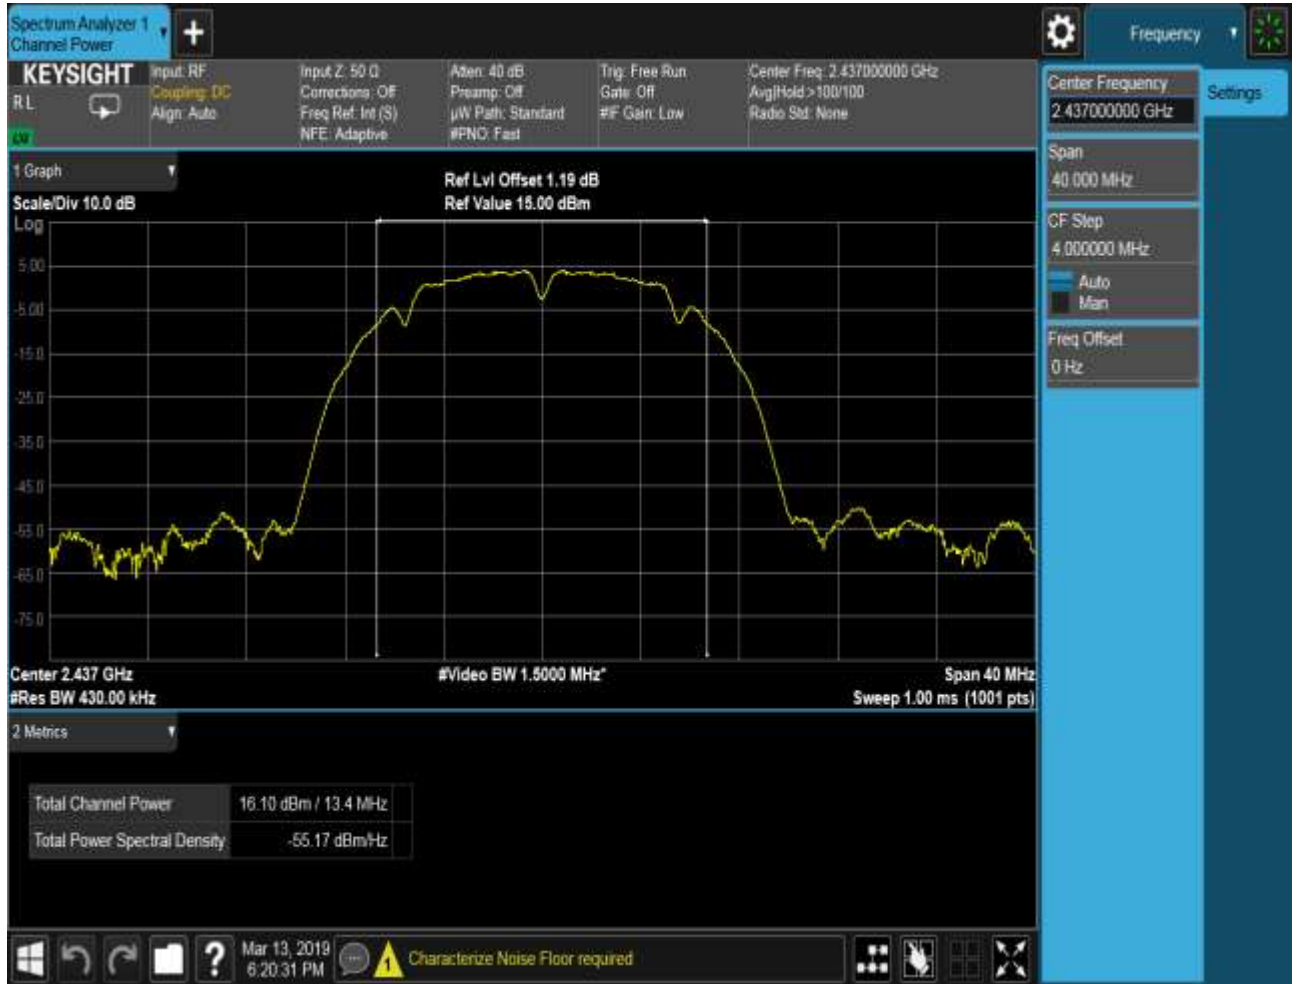 Spectrum Analyzer 1
Channel Power
Frequency
KEYSIGHT
RL
Input: RF
Coupling: DC
Align: Auto
Input Z: 50 Ω
Corrections: Off
Freq Ref: Int (S)
NFE: Adaptive
Atten: 40 dB
Preamp: Off
µW Path: Standard
#PNO: Fast
Trig: Free Run
Gate: Off
#IF Gain: Low
Center Freq: 2.437000000 GHz
Avg|Hold:>100/100
Radio Std: None
Center Frequency
2.437000000 GHz
Settings
Span
40.000 MHz
CF Step
4.000000 MHz
Auto
Man
Freq Offset
0 Hz
1 Graph
Scale/Div 10.0 dB
Ref Lvl Offset 1.19 dB
Ref Value 15.00 dBm
Log
5.00
-5.00
-15.0
-25.0
-35.0
-45.0
-55.0
-65.0
-75.0
Center 2.437 GHz
#Video BW 1.5000 MHz*
Span 40 MHz
#Res BW 430.00 kHz
Sweep 1.00 ms (1001 pts)
2 Metrics
Total Channel Power 16.10 dBm / 13.4 MHz
Total Power Spectral Density -55.17 dBm/Hz
Mar 13, 2019
6:20:31 PM
1
Characterize Noise Floor required